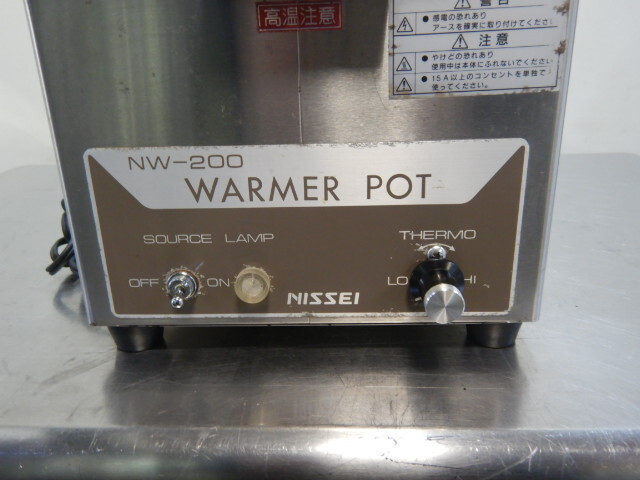 高温注意
警告
● 感電の恐れあり
アースを確実に取り付けてください
注意
● やけどの恐れあり
使用中は本体にふれないでください
● 15A以上のコンセントを単独で
使ってください。
NW-200
WARMER POT
SOURCE LAMP
THERMO
OFF ON
LO HI
NISSEI